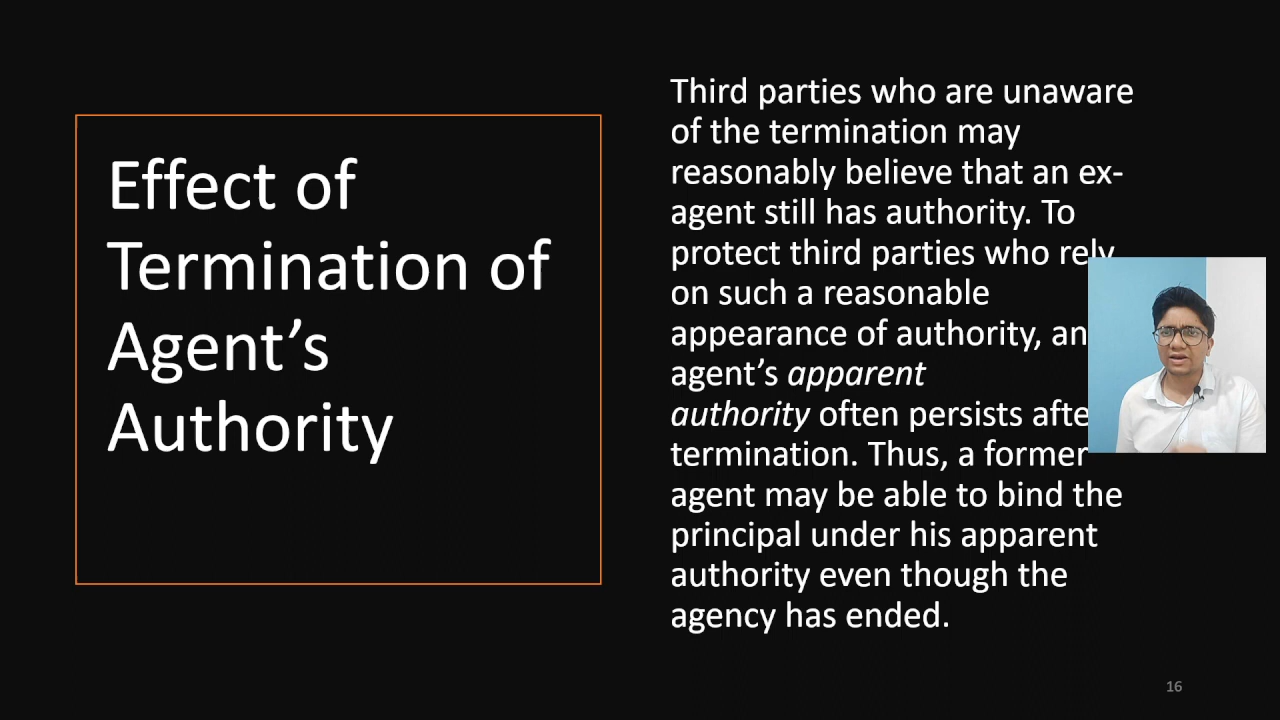 Effect of
Termination of
Agent’s
Authority
Third parties who are unaware
of the termination may
reasonably believe that an ex-
agent still has authority. To
protect third parties who rely
on such a reasonable
appearance of authority, an
agent’s apparent
authority often persists afte
termination. Thus, a former
agent may be able to bind the
principal under his apparent
authority even though the
agency has ended.
16